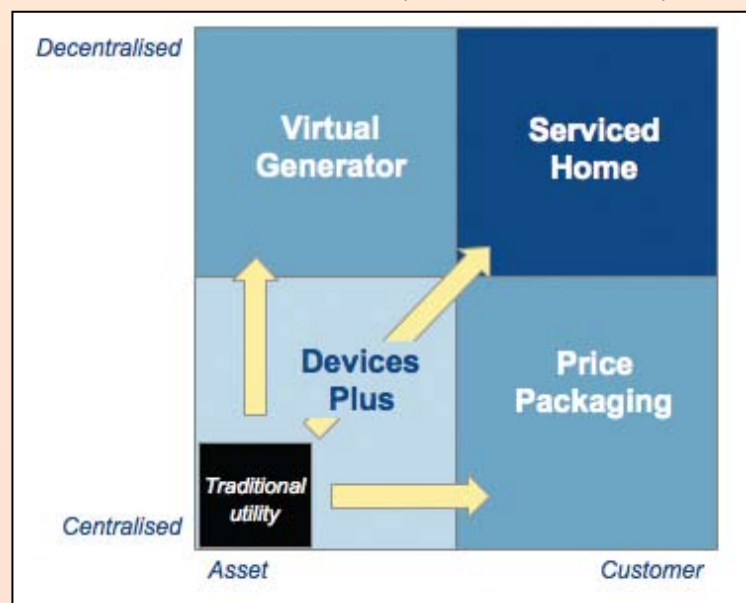 Decentralised
Virtual
Generator
Serviced
Home
Devices
Plus
Price
Packaging
Traditional
utility
Centralised
Asset
Customer